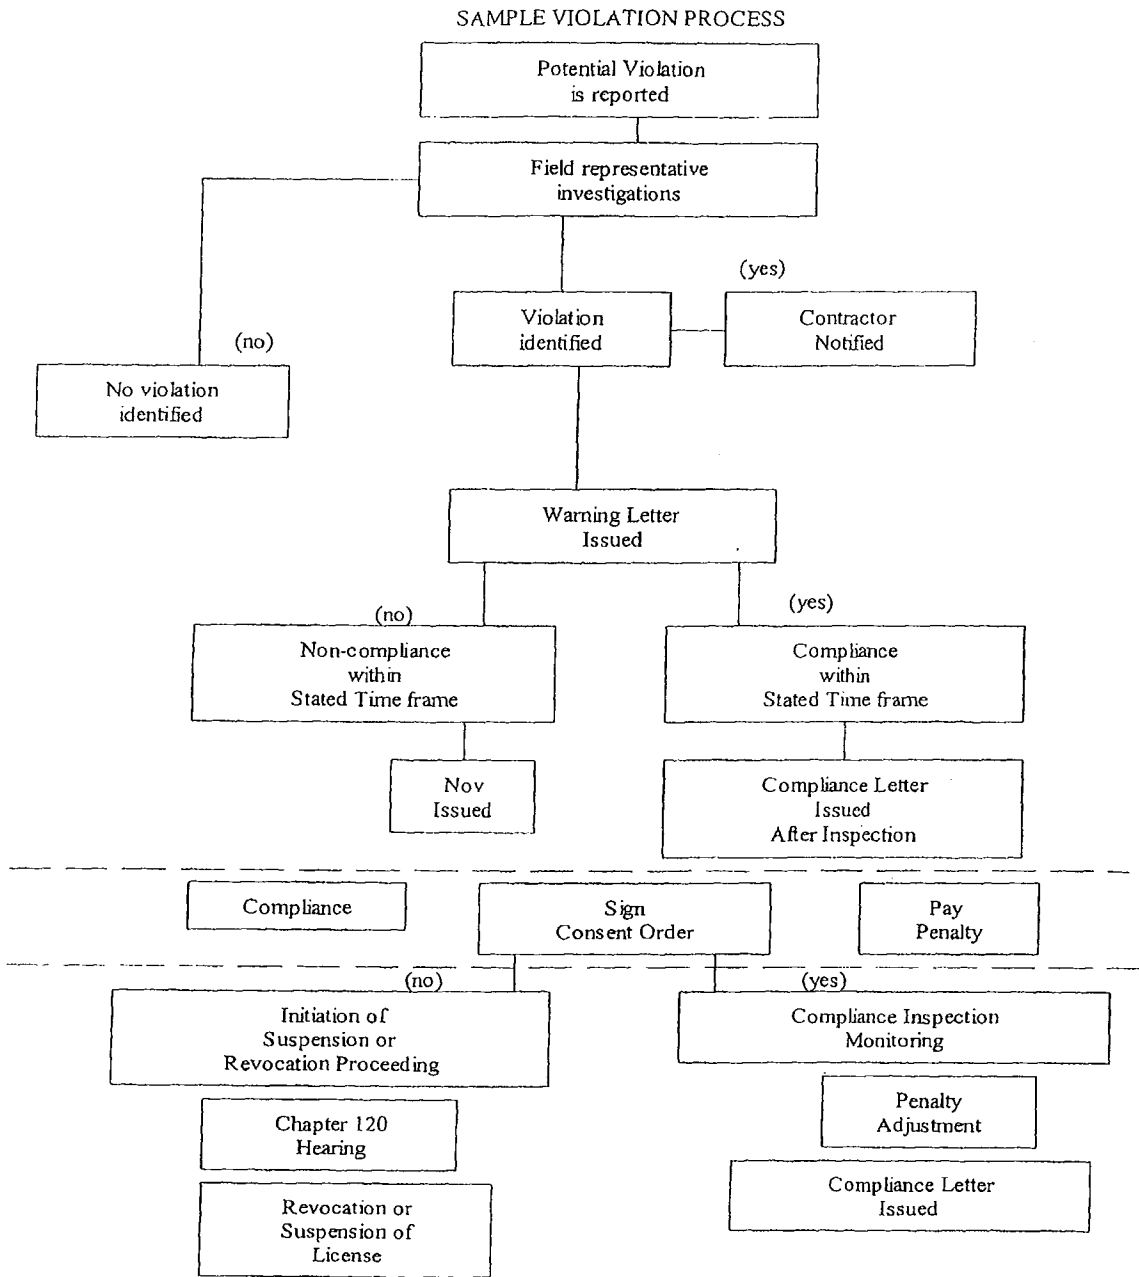 SAMPLE VIOLATION PROCESS
Potential Violation
is reported
Field representative
investigations
(yes)
Violation
identified
Contractor
Notified
(no)
No violation
identified
Warning Letter
Issued
(no)
(yes)
Non-compliance
within
Stated Time frame
Compliance
within
Stated Time frame
Nov
Issued
Compliance Letter
Issued
After Inspection
Compliance
Sign
Consent Order
Pay
Penalty
(no)
(yes)
Initiation of
Suspension or
Revocation Proceeding
Compliance Inspection
Monitoring
Chapter 120
Hearing
Penalty
Adjustment
Revocation or
Suspension of
License
Compliance Letter
Issued